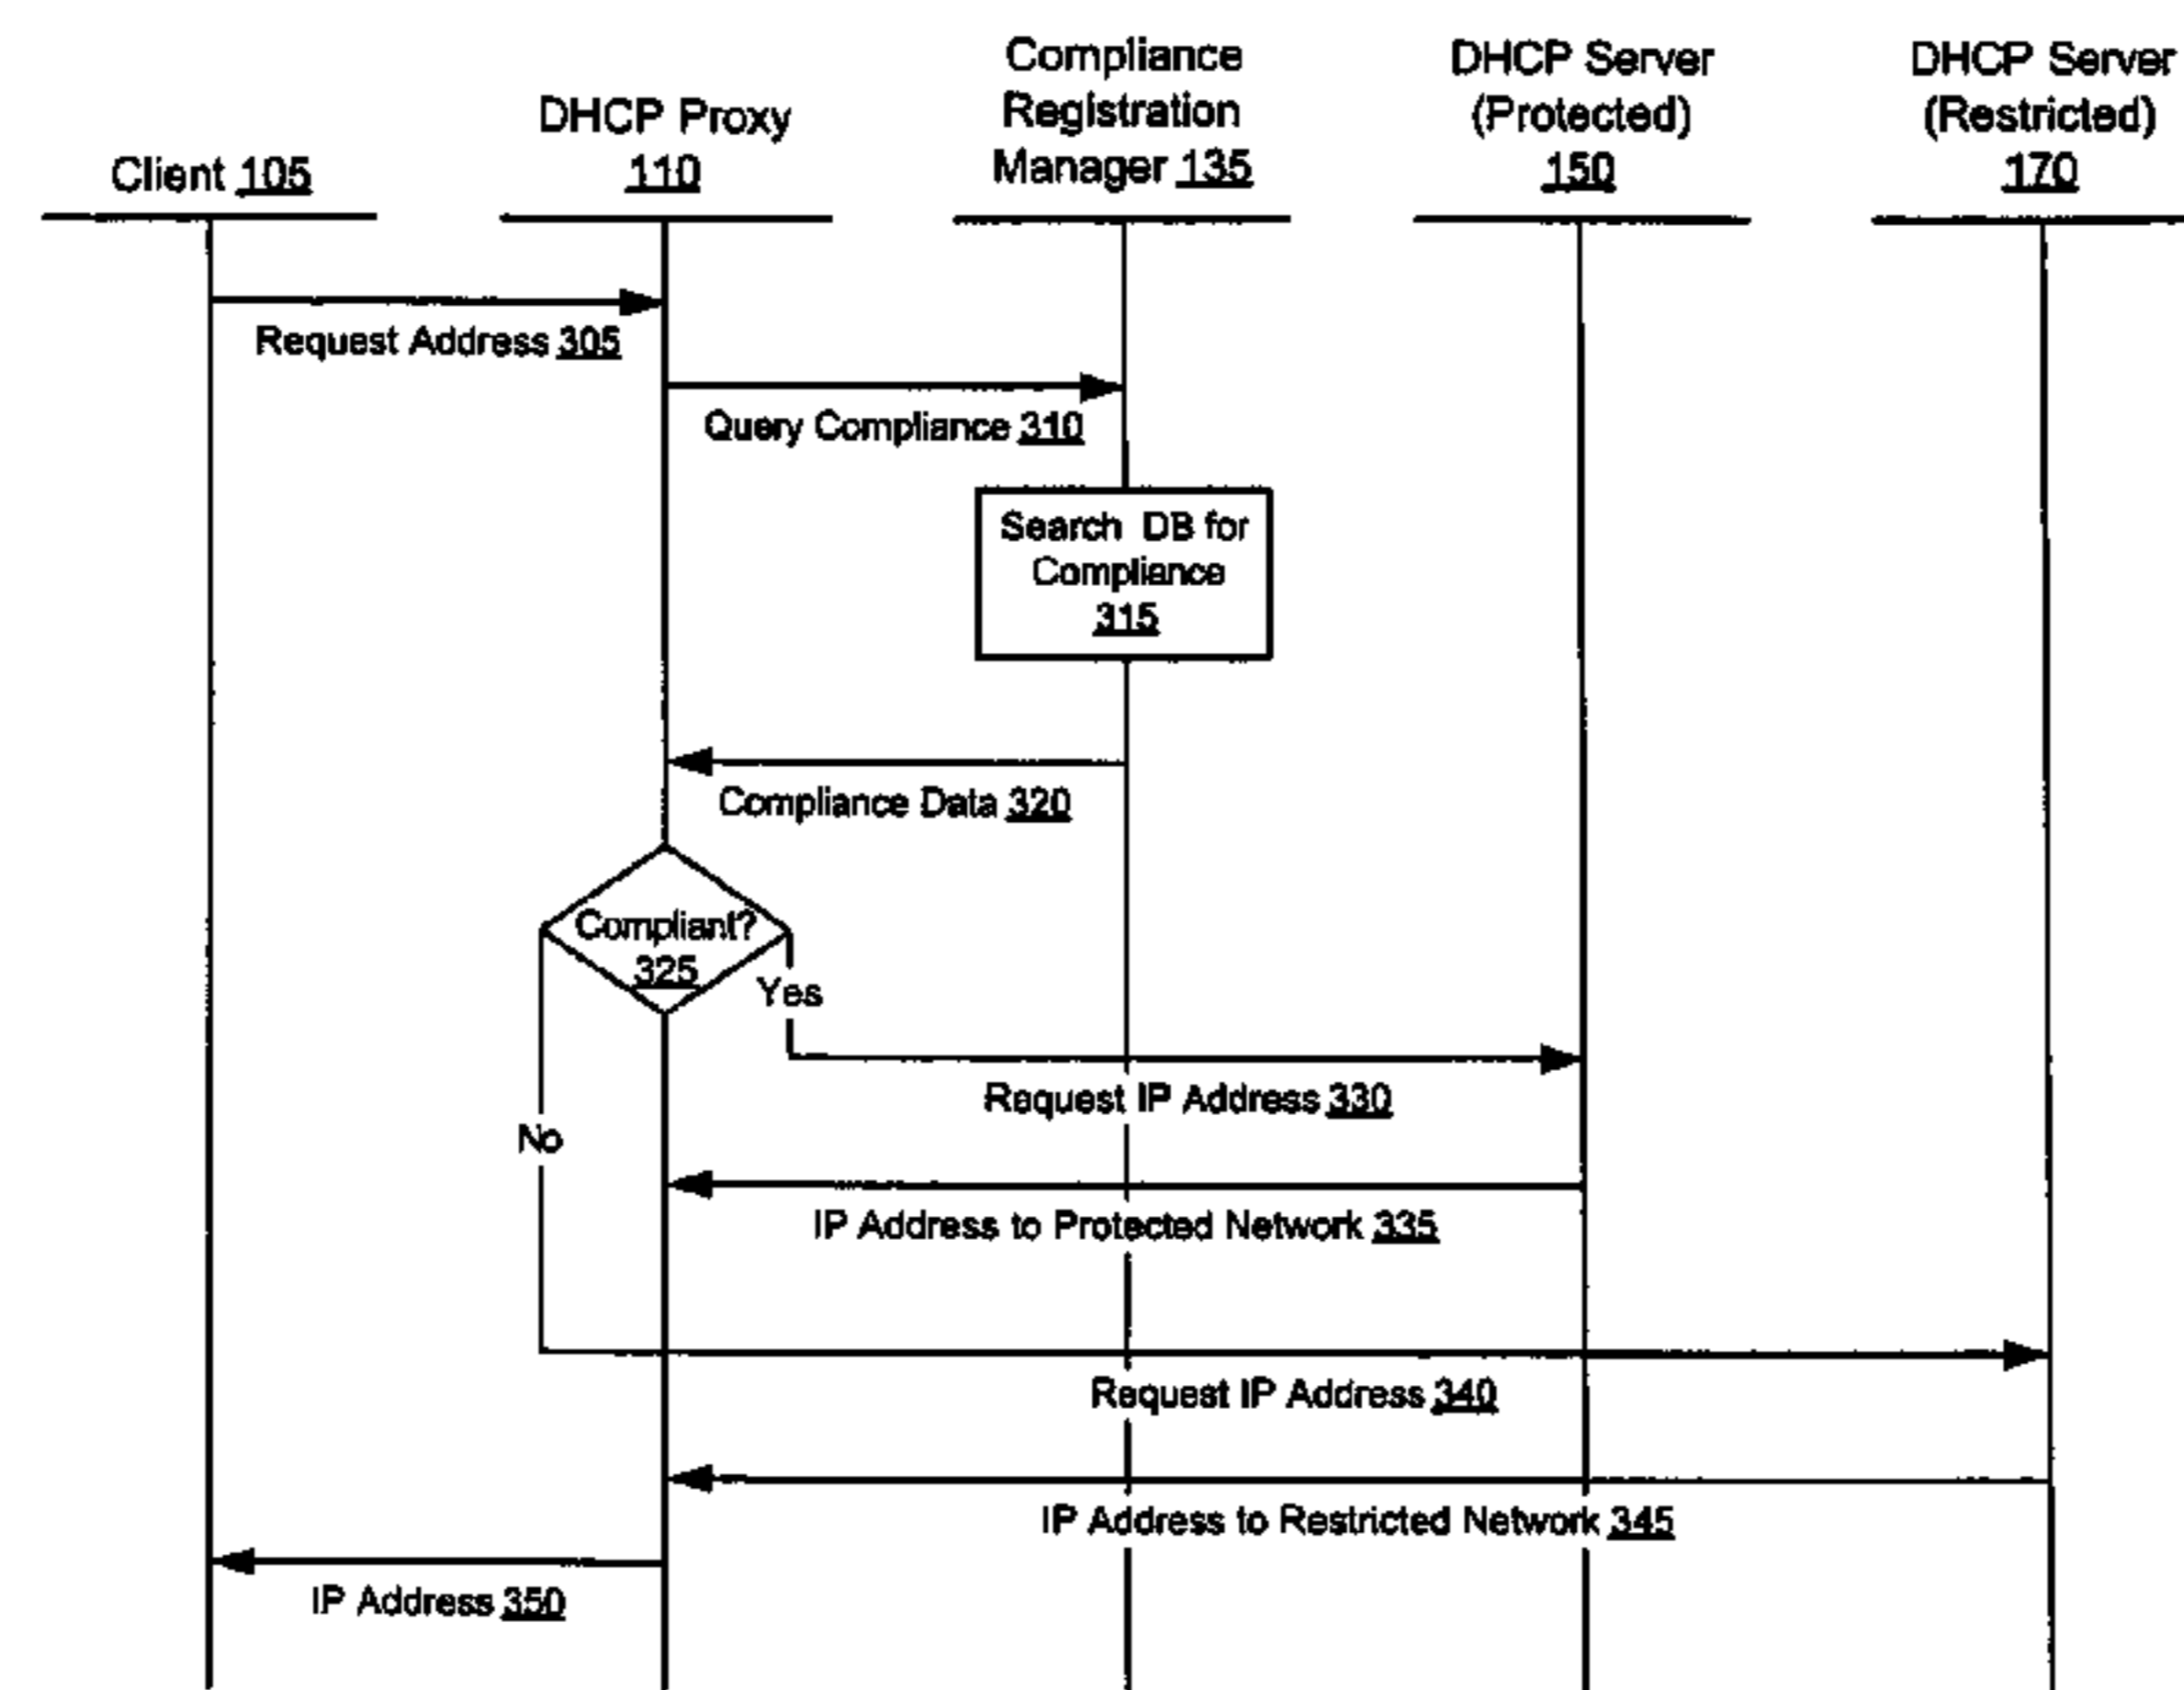 Client 105
DHCP Proxy
110
Compliance
Registration
Manager 135
DHCP Server
(Protected)
150
DHCP Server
(Restricted)
170
Request Address 305
Query Compliance 310
Search DB for
Compliance
315
Compliance Data 320
Compliant?
325
Yes
Request IP Address 330
No
IP Address to Protected Network 335
Request IP Address 340
IP Address to Restricted Network 345
IP Address 350